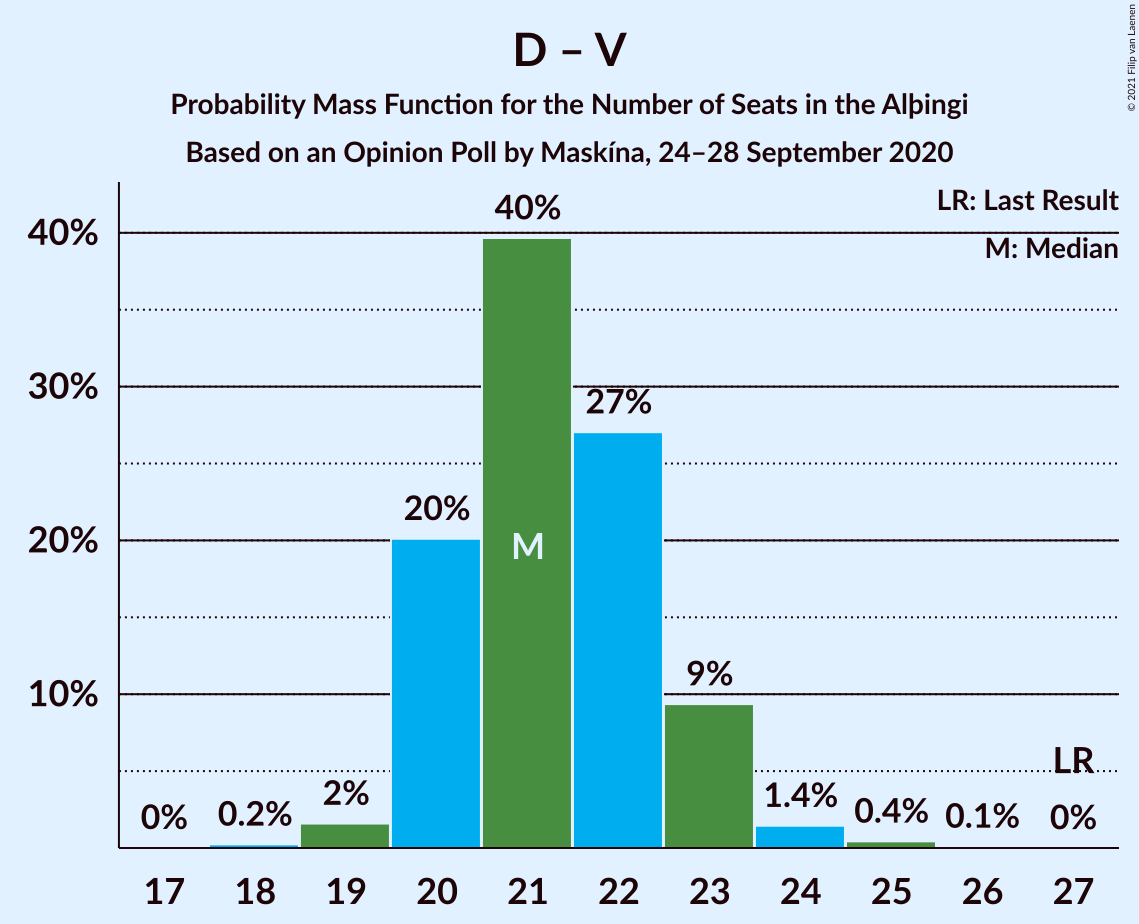 D – V
Probability Mass Function for the Number of Seats in the Alþingi
Based on an Opinion Poll by Maskína, 24–28 September 2020
© 2021 Filip van Laenen
LR: Last Result
M: Median
40%
30%
20%
10%
0%
0.2%
2%
20%
40%
27%
9%
1.4%
0.4%
0.1%
0%
LR
M
17 18 19 20 21 22 23 24 25 26 27